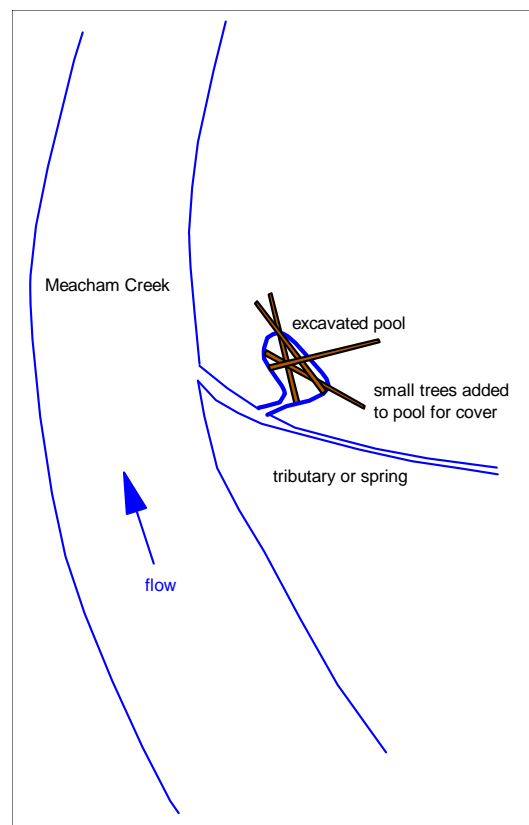 Meacham Creek
excavated pool
small trees added
to pool for cover
tributary or spring
flow